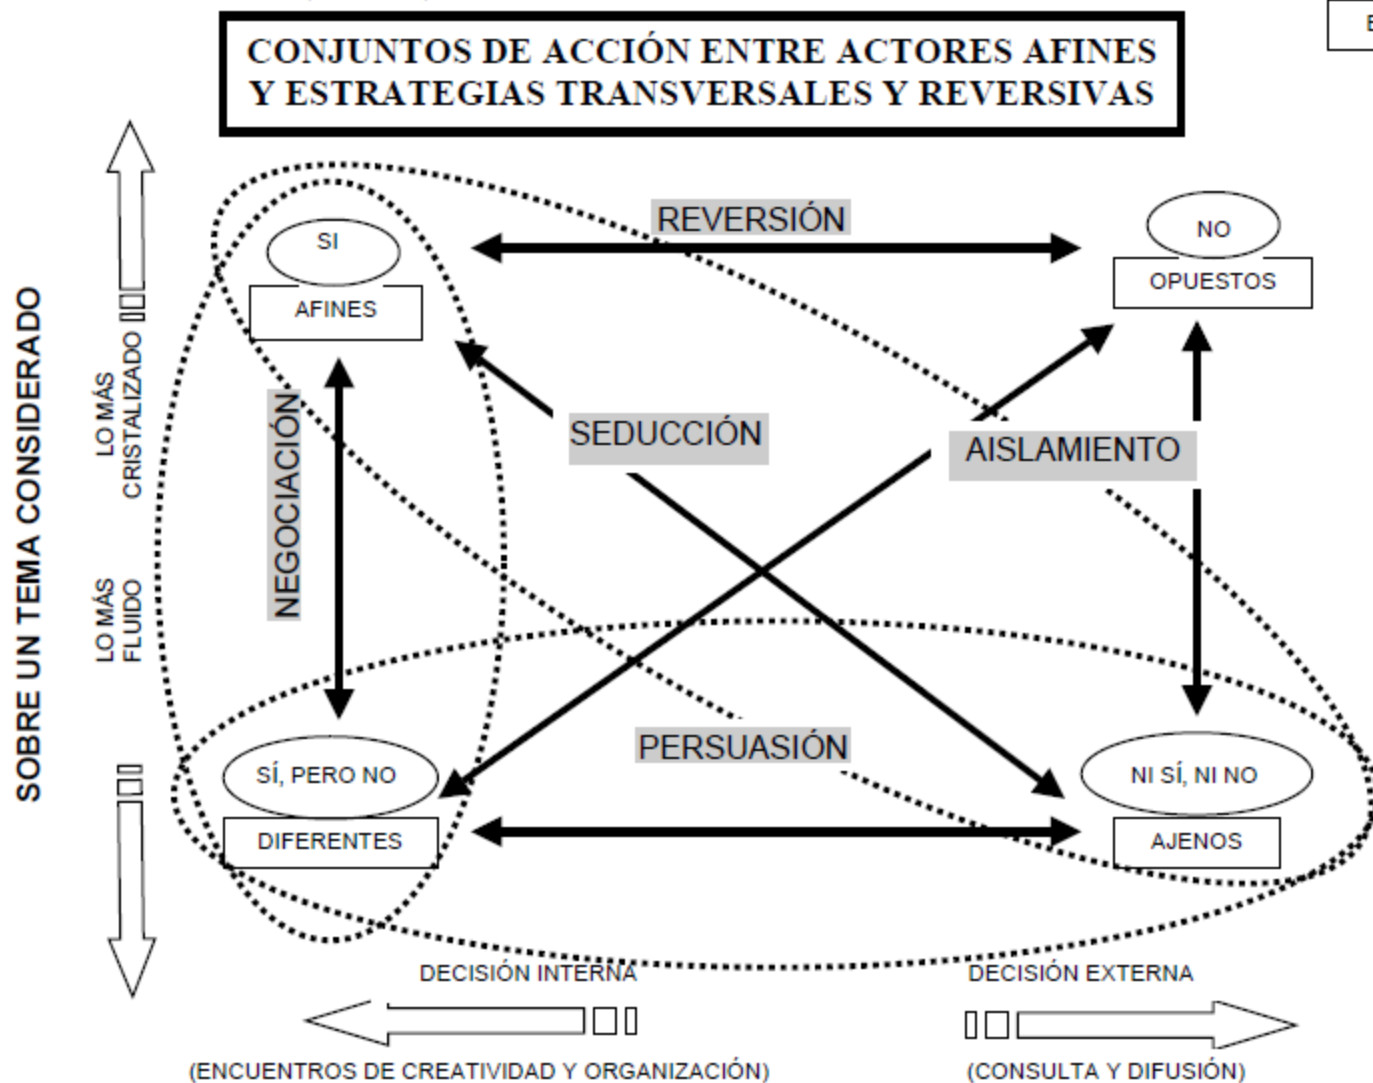 CONJUNTOS DE ACCIÓN ENTRE ACTORES AFINES
Y ESTRATEGIAS TRANSVERSALES Y REVERSIVAS
REVERSIÓN
SI
AFINES
NO
OPUESTOS
SOBRE UN TEMA CONSIDERADO
LO MÁS
CRISTALIZADO
LO MÁS
FLUIDO
NEGOCIACIÓN
SEDUCCIÓN
AISLAMIENTO
PERSUASIÓN
SÍ, PERO NO
DIFERENTES
NI SÍ, NI NO
AJENOS
DECISIÓN INTERNA
DECISIÓN EXTERNA
(ENCUENTROS DE CREATIVIDAD Y ORGANIZACIÓN)
(CONSULTA Y DIFUSIÓN)